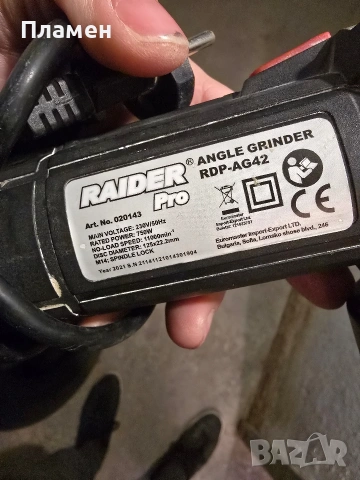 Пламен
RAIDER®
Pro
ANGLE GRINDER
RDP-AG42
Art. No. 020143
MAIN VOLTAGE: 230V/50Hz
RATED POWER: 750W
NO-LOAD SPEED: 11000min⁻¹
DISC DIAMETER: 125x22.2mm
M14; SPINDLE LOCK
Euromaster Import-Export LTD.
Bulgaria, Sofia, Lomsko shose blvd., 246
BAZAR